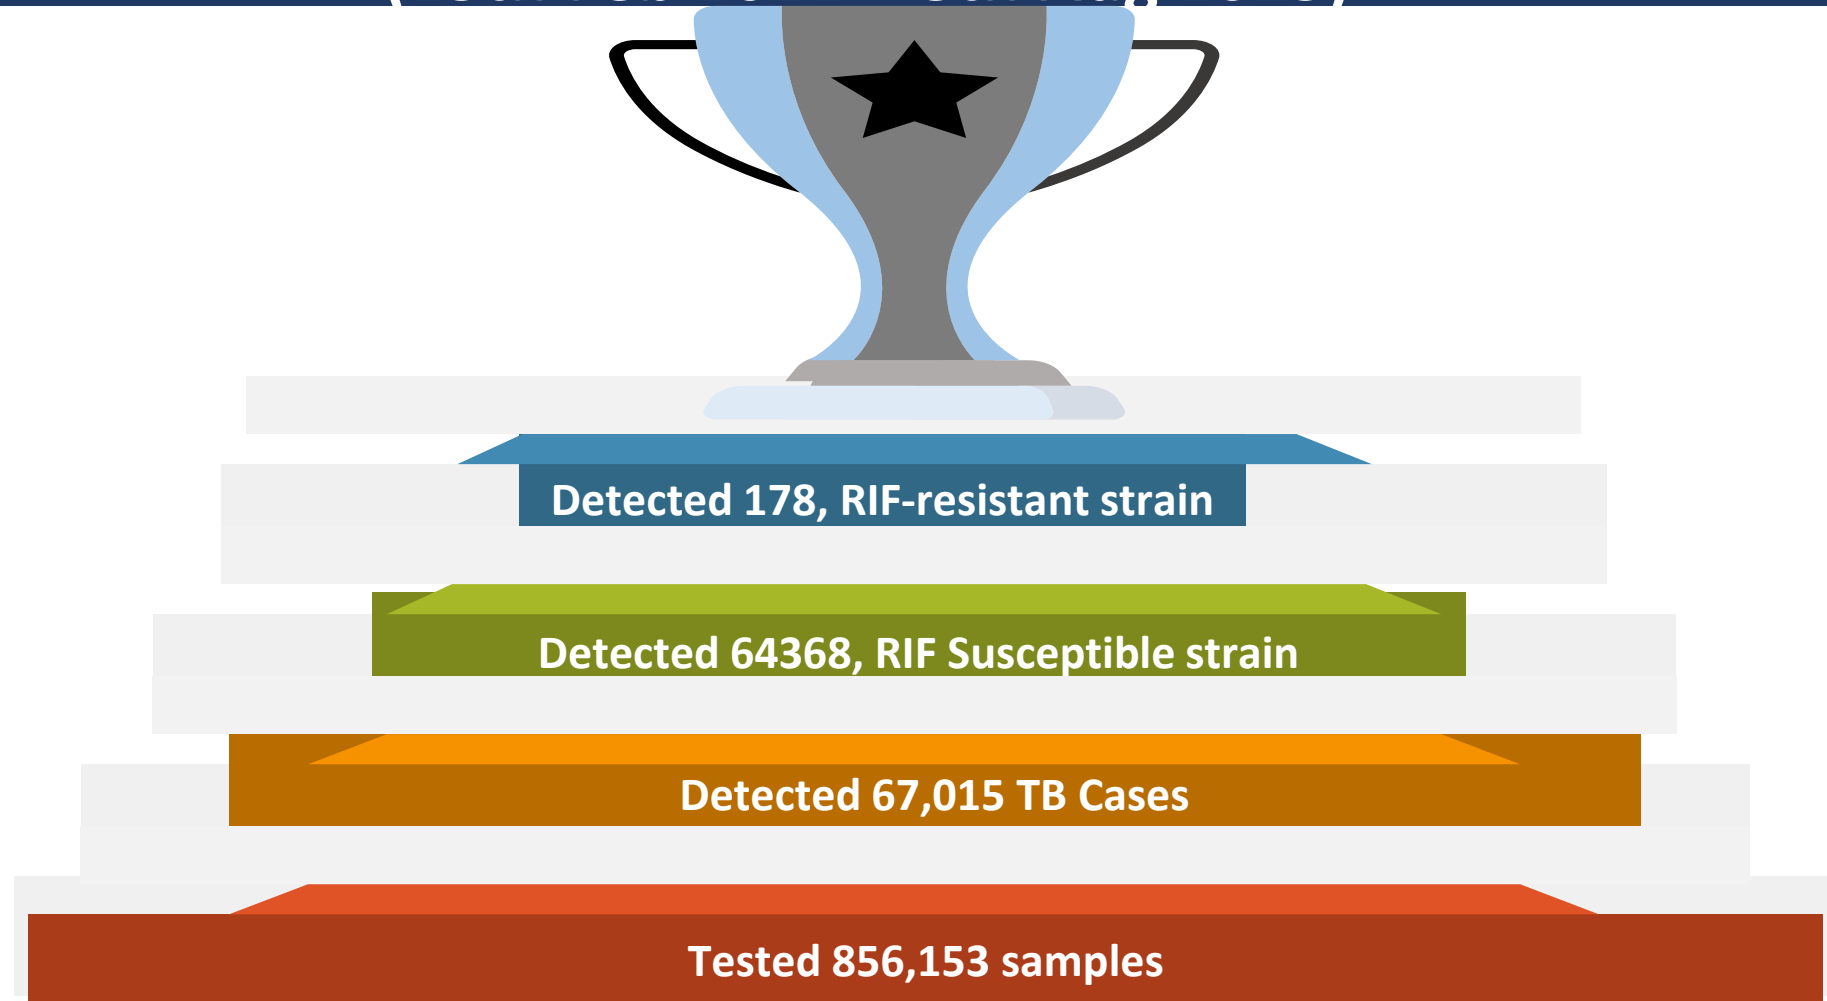 Detected 178, RIF-resistant strain
Detected 64368, RIF Susceptible strain
Detected 67,015 TB Cases
Tested 856,153 samples